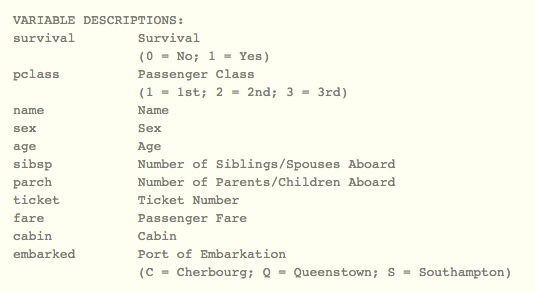 VARIABLE DESCRIPTIONS:
survival        Survival
                (0 = No; 1 = Yes)
pclass          Passenger Class
                (1 = 1st; 2 = 2nd; 3 = 3rd)
name            Name
sex             Sex
age             Age
sibsp           Number of Siblings/Spouses Aboard
parch           Number of Parents/Children Aboard
ticket          Ticket Number
fare            Passenger Fare
cabin           Cabin
embarked        Port of Embarkation
                (C = Cherbourg; Q = Queenstown; S = Southampton)